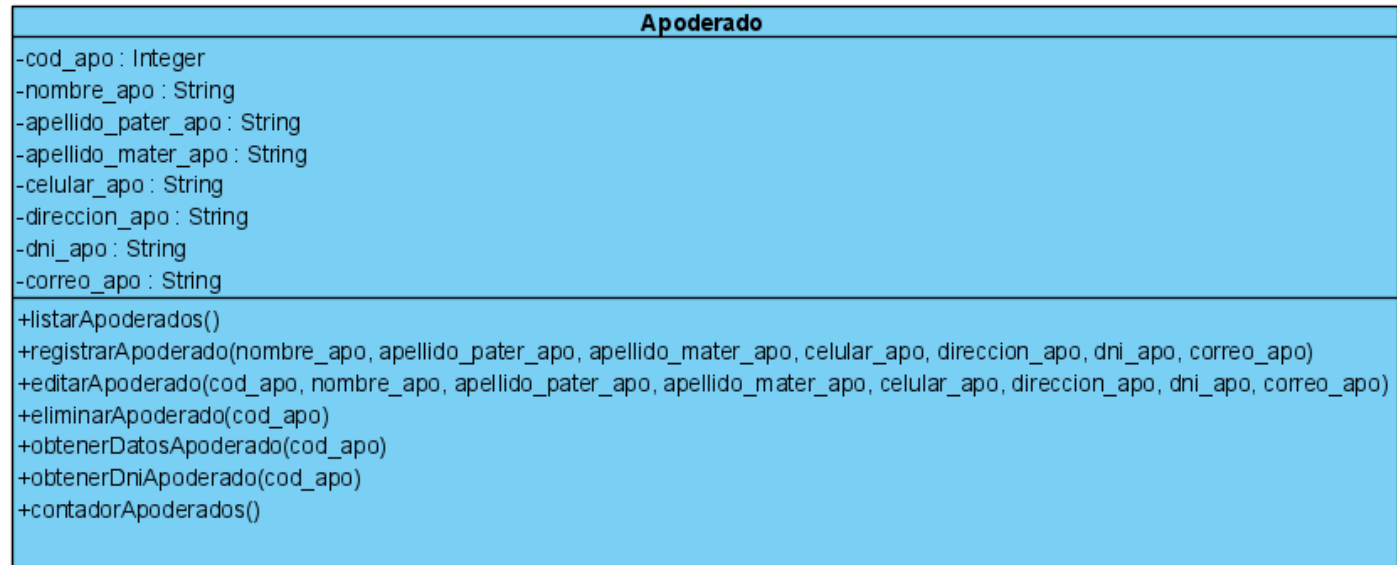 Apoderado
-cod_apo : Integer
-nombre_apo : String
-apellido_pater_apo : String
-apellido_mater_apo : String
-celular_apo : String
-direccion_apo : String
-dni_apo : String
-correo_apo : String
+listarApoderados()
+registrarApoderado(nombre_apo, apellido_pater_apo, apellido_mater_apo, celular_apo, direccion_apo, dni_apo, correo_apo)
+editarApoderado(cod_apo, nombre_apo, apellido_pater_apo, apellido_mater_apo, celular_apo, direccion_apo, dni_apo, correo_apo)
+eliminarApoderado(cod_apo)
+obtenerDatosApoderado(cod_apo)
+obtenerDniApoderado(cod_apo)
+contadorApoderados()